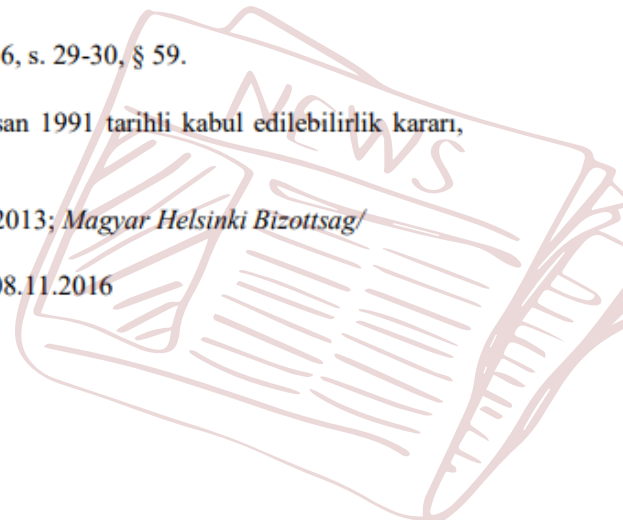 6, s. 29-30, § 59.
san 1991 tarihli kabul edilebilirlik kararı,
2013; Magyar Helsinki Bizottsag/
08.11.2016
NEWS